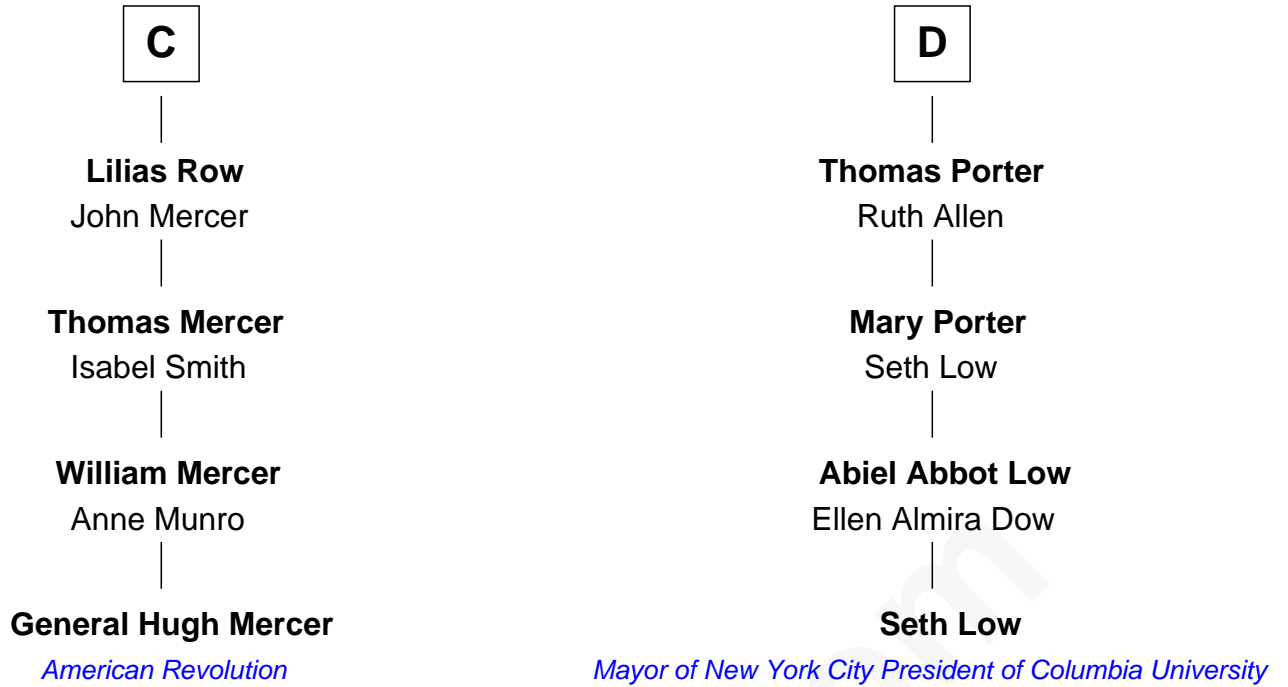 C
Lilias Row
John Mercer
Thomas Mercer
Isabel Smith
William Mercer
Anne Munro
General Hugh Mercer
American Revolution
D
Thomas Porter
Ruth Allen
Mary Porter
Seth Low
Abiel Abbot Low
Ellen Almira Dow
Seth Low
Mayor of New York City President of Columbia University